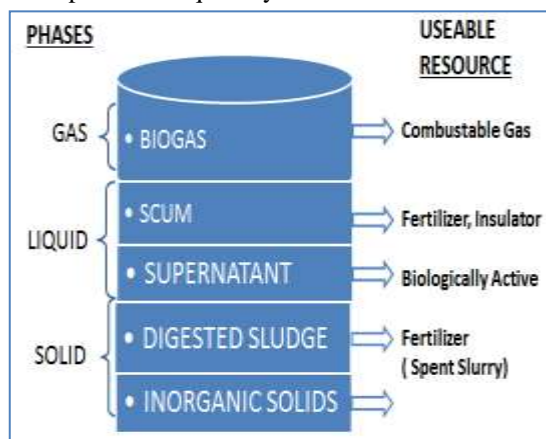 PHASES
USEABLE
RESOURCE
GAS
• BIOGAS
Combustable Gas
LIQUID
• SCUM
Fertilizer, Insulator
• SUPERNATANT
Biologically Active
SOLID
• DIGESTED SLUDGE
Fertilizer
( Spent Slurry)
• INORGANIC SOLIDS